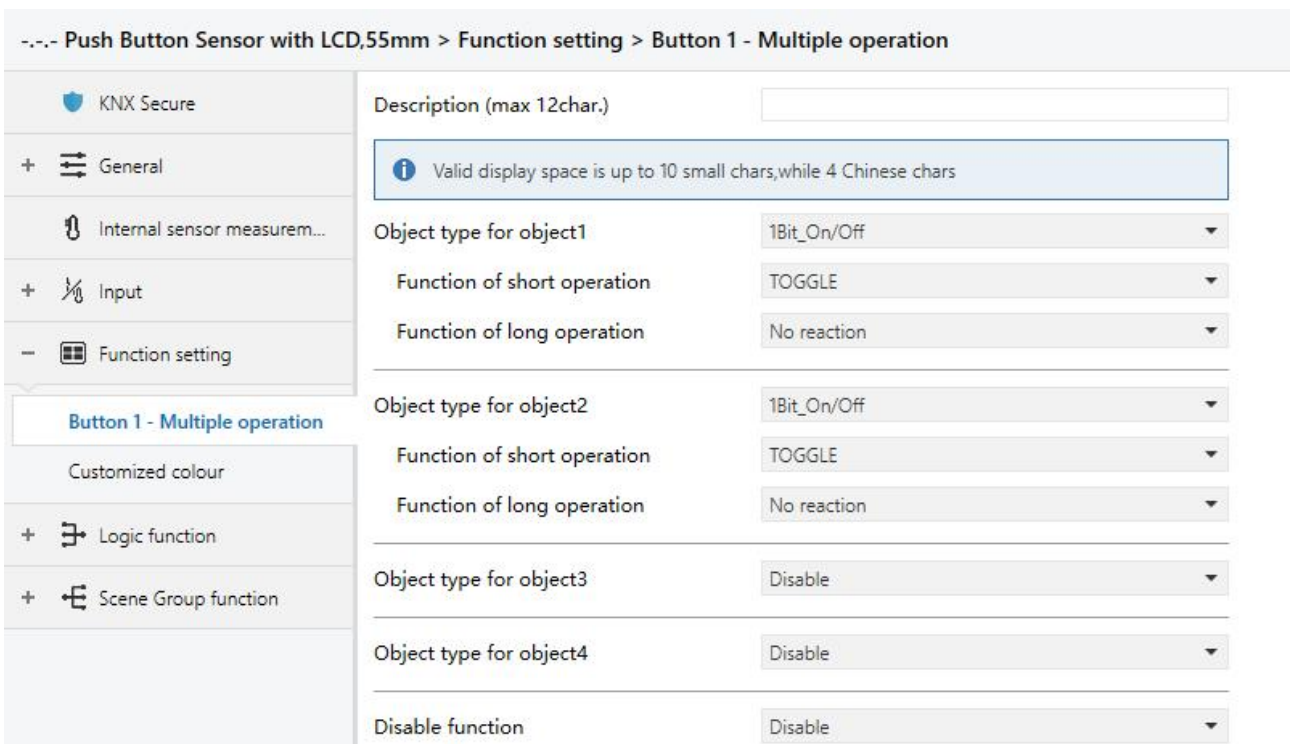 -.-.- Push Button Sensor with LCD,55mm > Function setting > Button 1 - Multiple operation
KNX Secure
+ General
Internal sensor measurem...
+ Input
– Function setting
Button 1 - Multiple operation
Customized colour
+ Logic function
+ Scene Group function
Description (max 12char.)
Valid display space is up to 10 small chars,while 4 Chinese chars
Object type for object1 1Bit_On/Off
Function of short operation TOGGLE
Function of long operation No reaction
Object type for object2 1Bit_On/Off
Function of short operation TOGGLE
Function of long operation No reaction
Object type for object3 Disable
Object type for object4 Disable
Disable function Disable